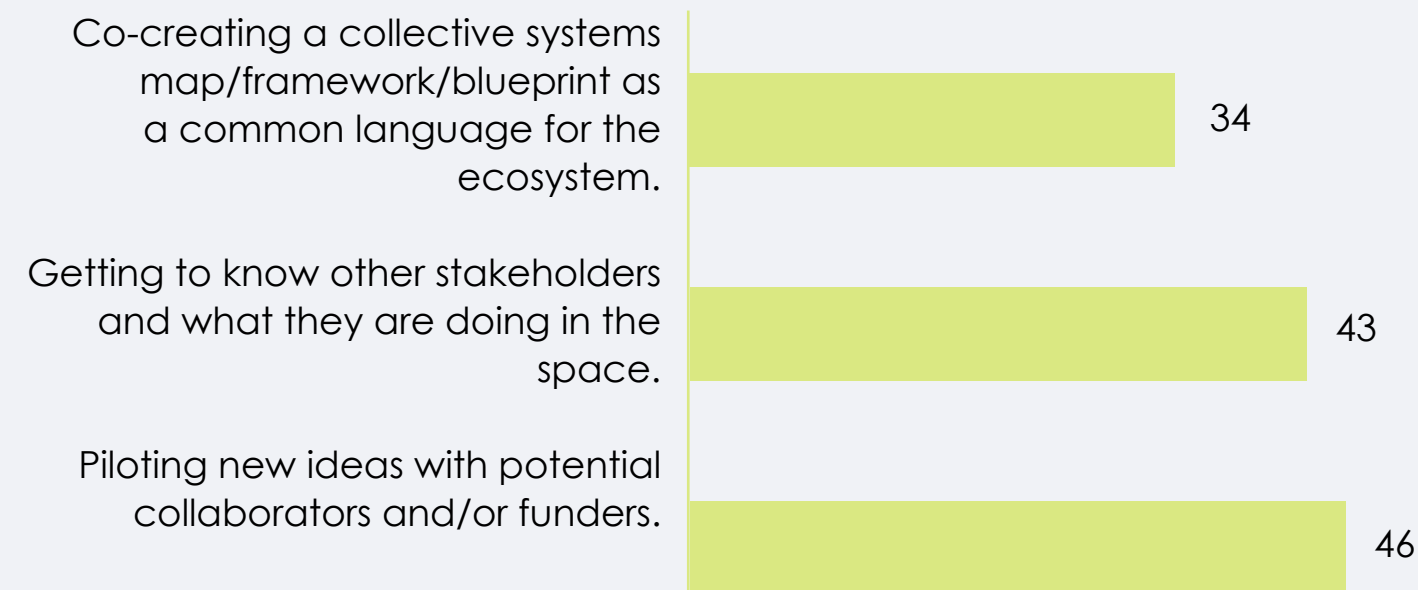 Co-creating a collective systems
map/framework/blueprint as
a common language for the
ecosystem.
34
Getting to know other stakeholders
and what they are doing in the
space.
43
Piloting new ideas with potential
collaborators and/or funders.
46